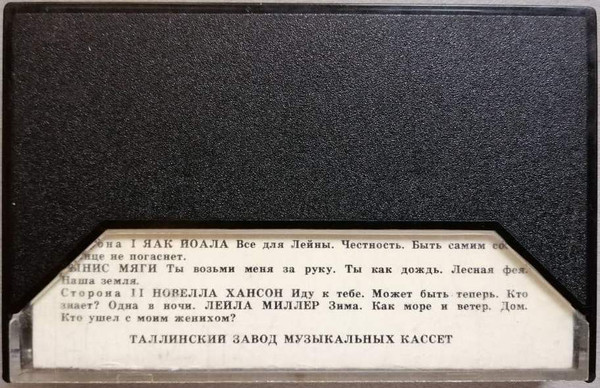 она I ЯАК ЙОАЛА Все для Лейны. Честность. Быть самим со
нце не погаснет.
ЫНИС МЯГИ Ты возьми меня за руку. Ты как дождь. Лесная фея.
Наша земля.
Сторона II НОВЕЛЛА ХАНСОН Иду к тебе. Может быть теперь. Кто
знает? Одна в ночи. ЛЕЙЛА МИЛЛЕР Зима. Как море и ветер. Дом.
Кто ушел с моим женихом?
ТАЛЛИНСКИЙ ЗАВОД МУЗЫКАЛЬНЫХ КАССЕТ